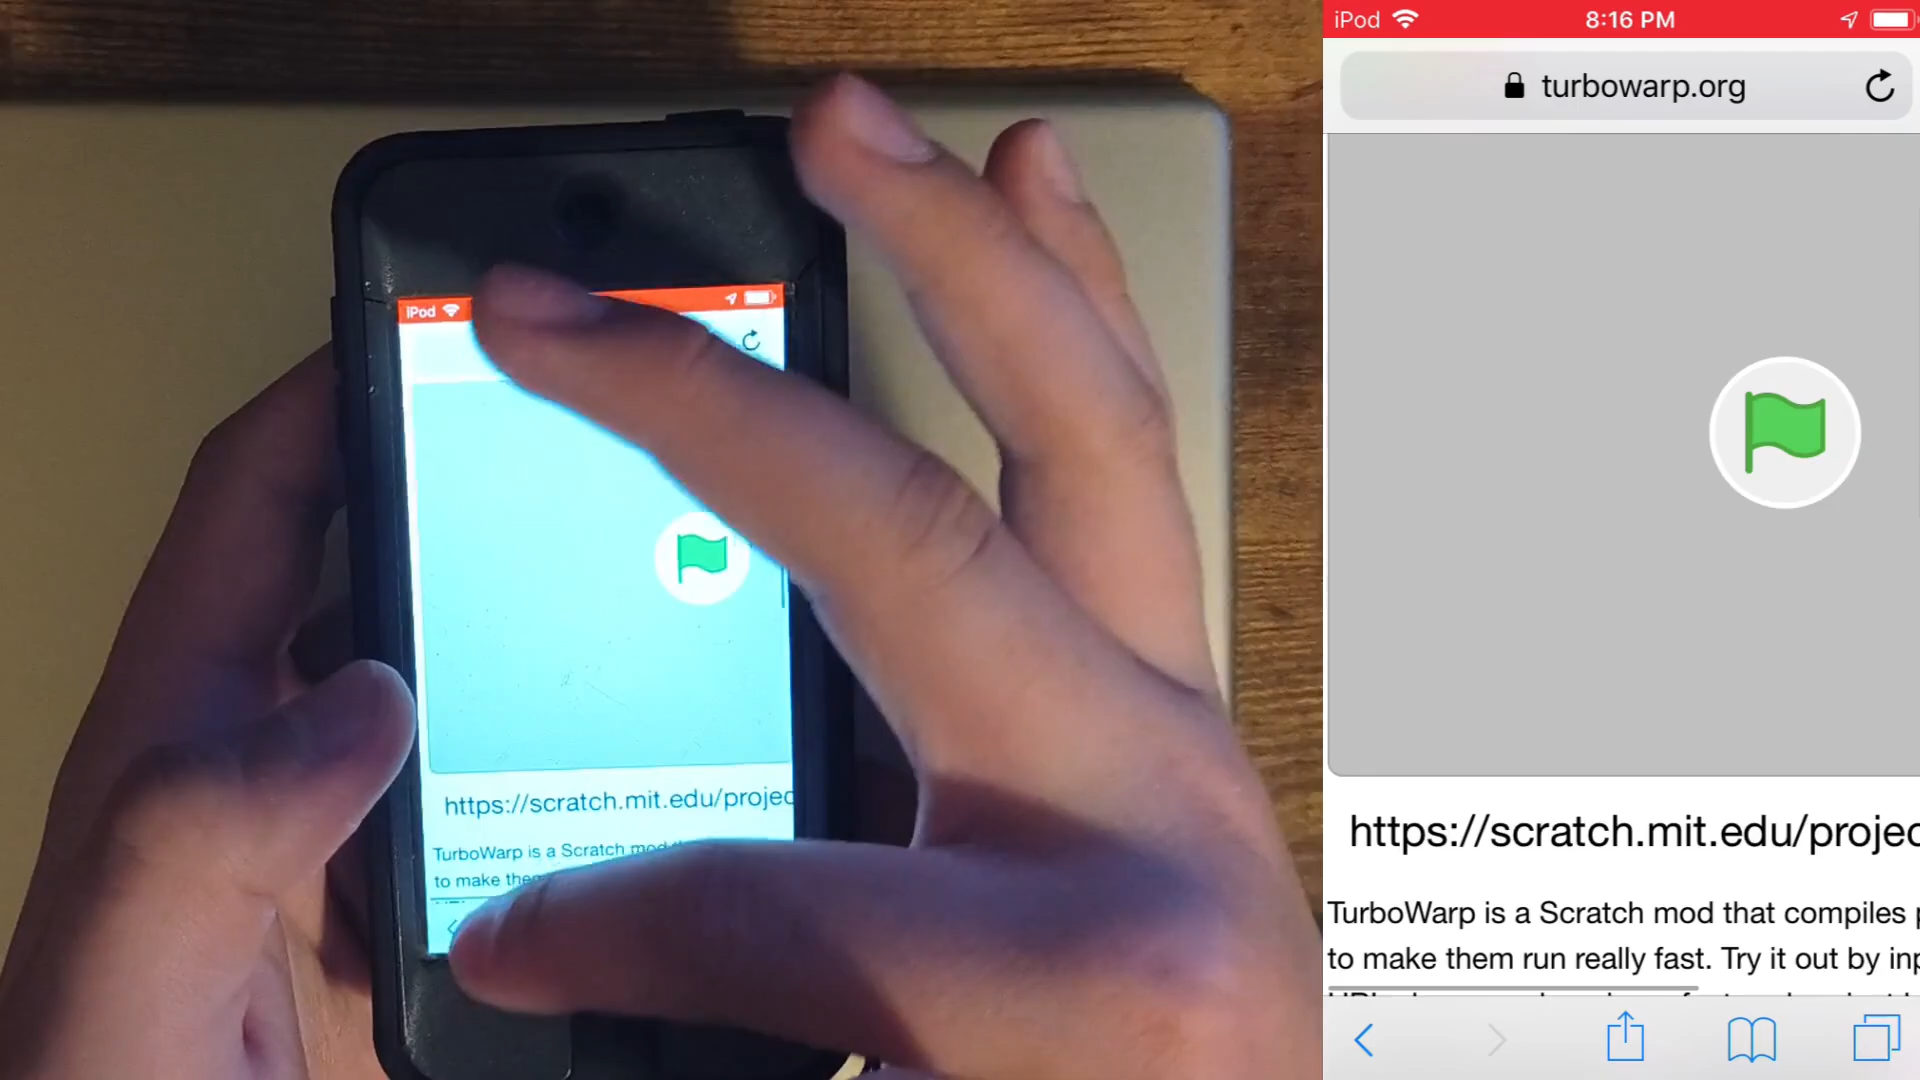 iPod
https://scratch.mit.edu/projec
TurboWarp is a Scratch mod
to make them
iPod 8:16 PM
turbowarp.org
https://scratch.mit.edu/projec
TurboWarp is a Scratch mod that compiles p
to make them run really fast. Try it out by inp